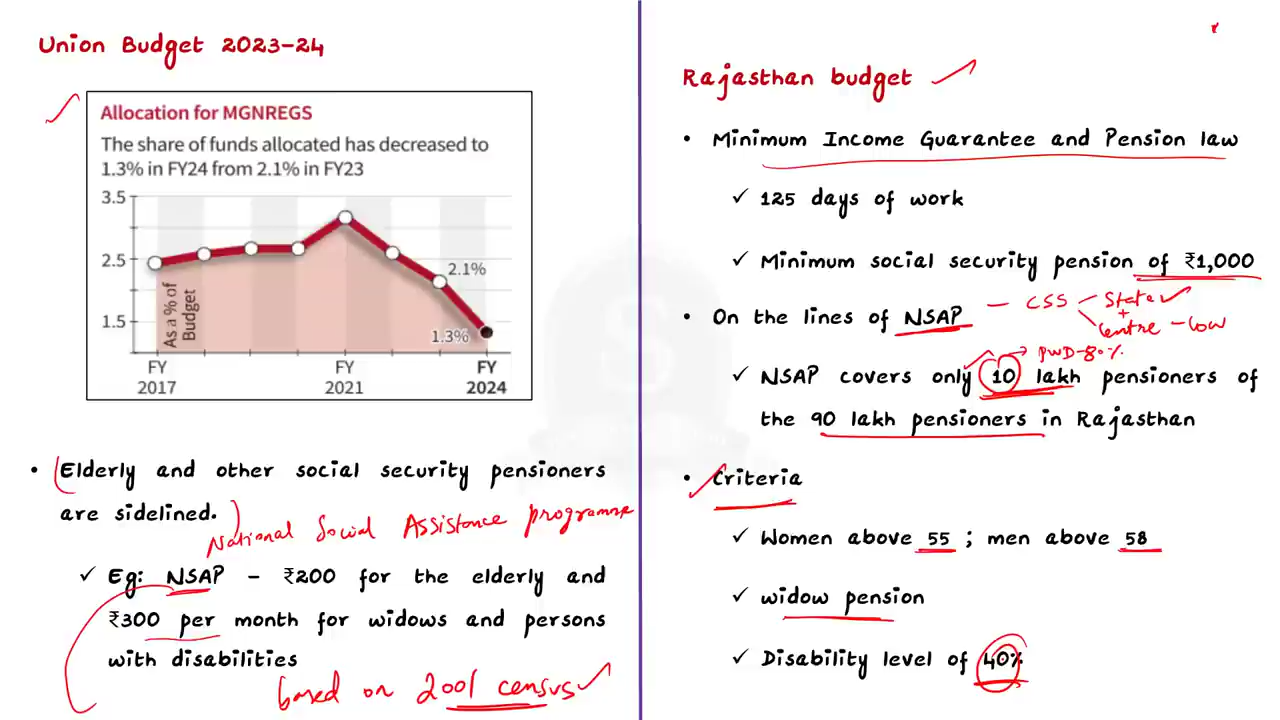 Union Budget 2023-24
Allocation for MGNREGS
The share of funds allocated has decreased to
1.3% in FY24 from 2.1% in FY23
3.5
2.5
1.5
As a % of
Budget
2.1%
1.3%
FY
2017
FY
2021
FY
2024
• Elderly and other social security pensioners
are sidelined.
National Social Assistance programme
✓ Eg: NSAP – ₹200 for the elderly and
₹300 per month for widows and persons
with disabilities
based on 2001 census
Rajasthan budget
• Minimum Income Guarantee and Pension law
✓ 125 days of work
✓ Minimum social security pension of ₹1,000
• On the lines of NSAP – CSS – State
+
Centre – low
PWD-80%
✓ NSAP covers only 10 lakh pensioners of
the 90 lakh pensioners in Rajasthan
• Criteria
✓ Women above 55 ; men above 58
✓ widow pension
✓ Disability level of 40%